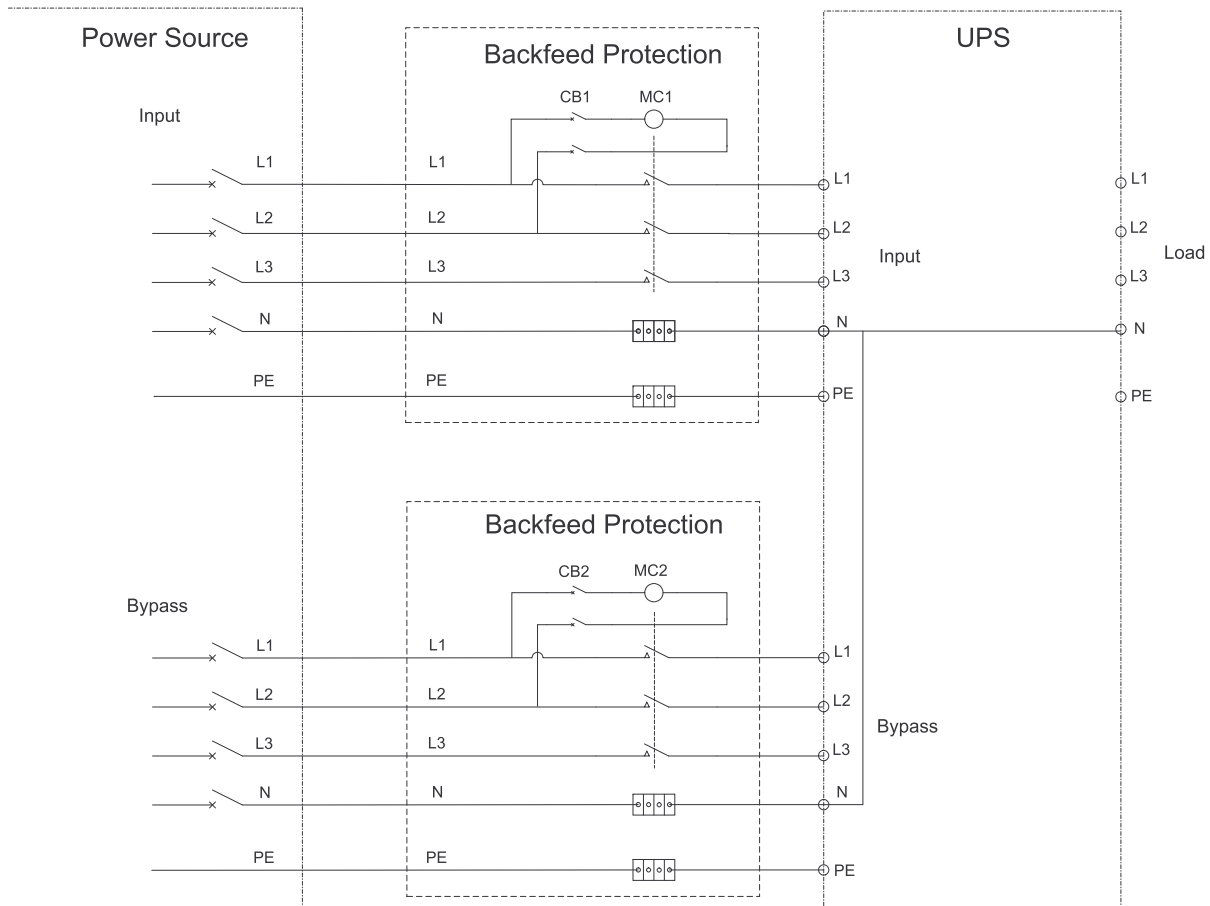 Power Source
Backfeed Protection
UPS
CB1 MC1
Input
L1 L1 L1 L1
L2 L2 L2 L2
Input Load
L3 L3 L3 L3
N N N N
PE PE PE PE
Backfeed Protection
CB2 MC2
Bypass
L1 L1 L1
L2 L2 L2
Bypass
L3 L3 L3
N N N
PE PE PE